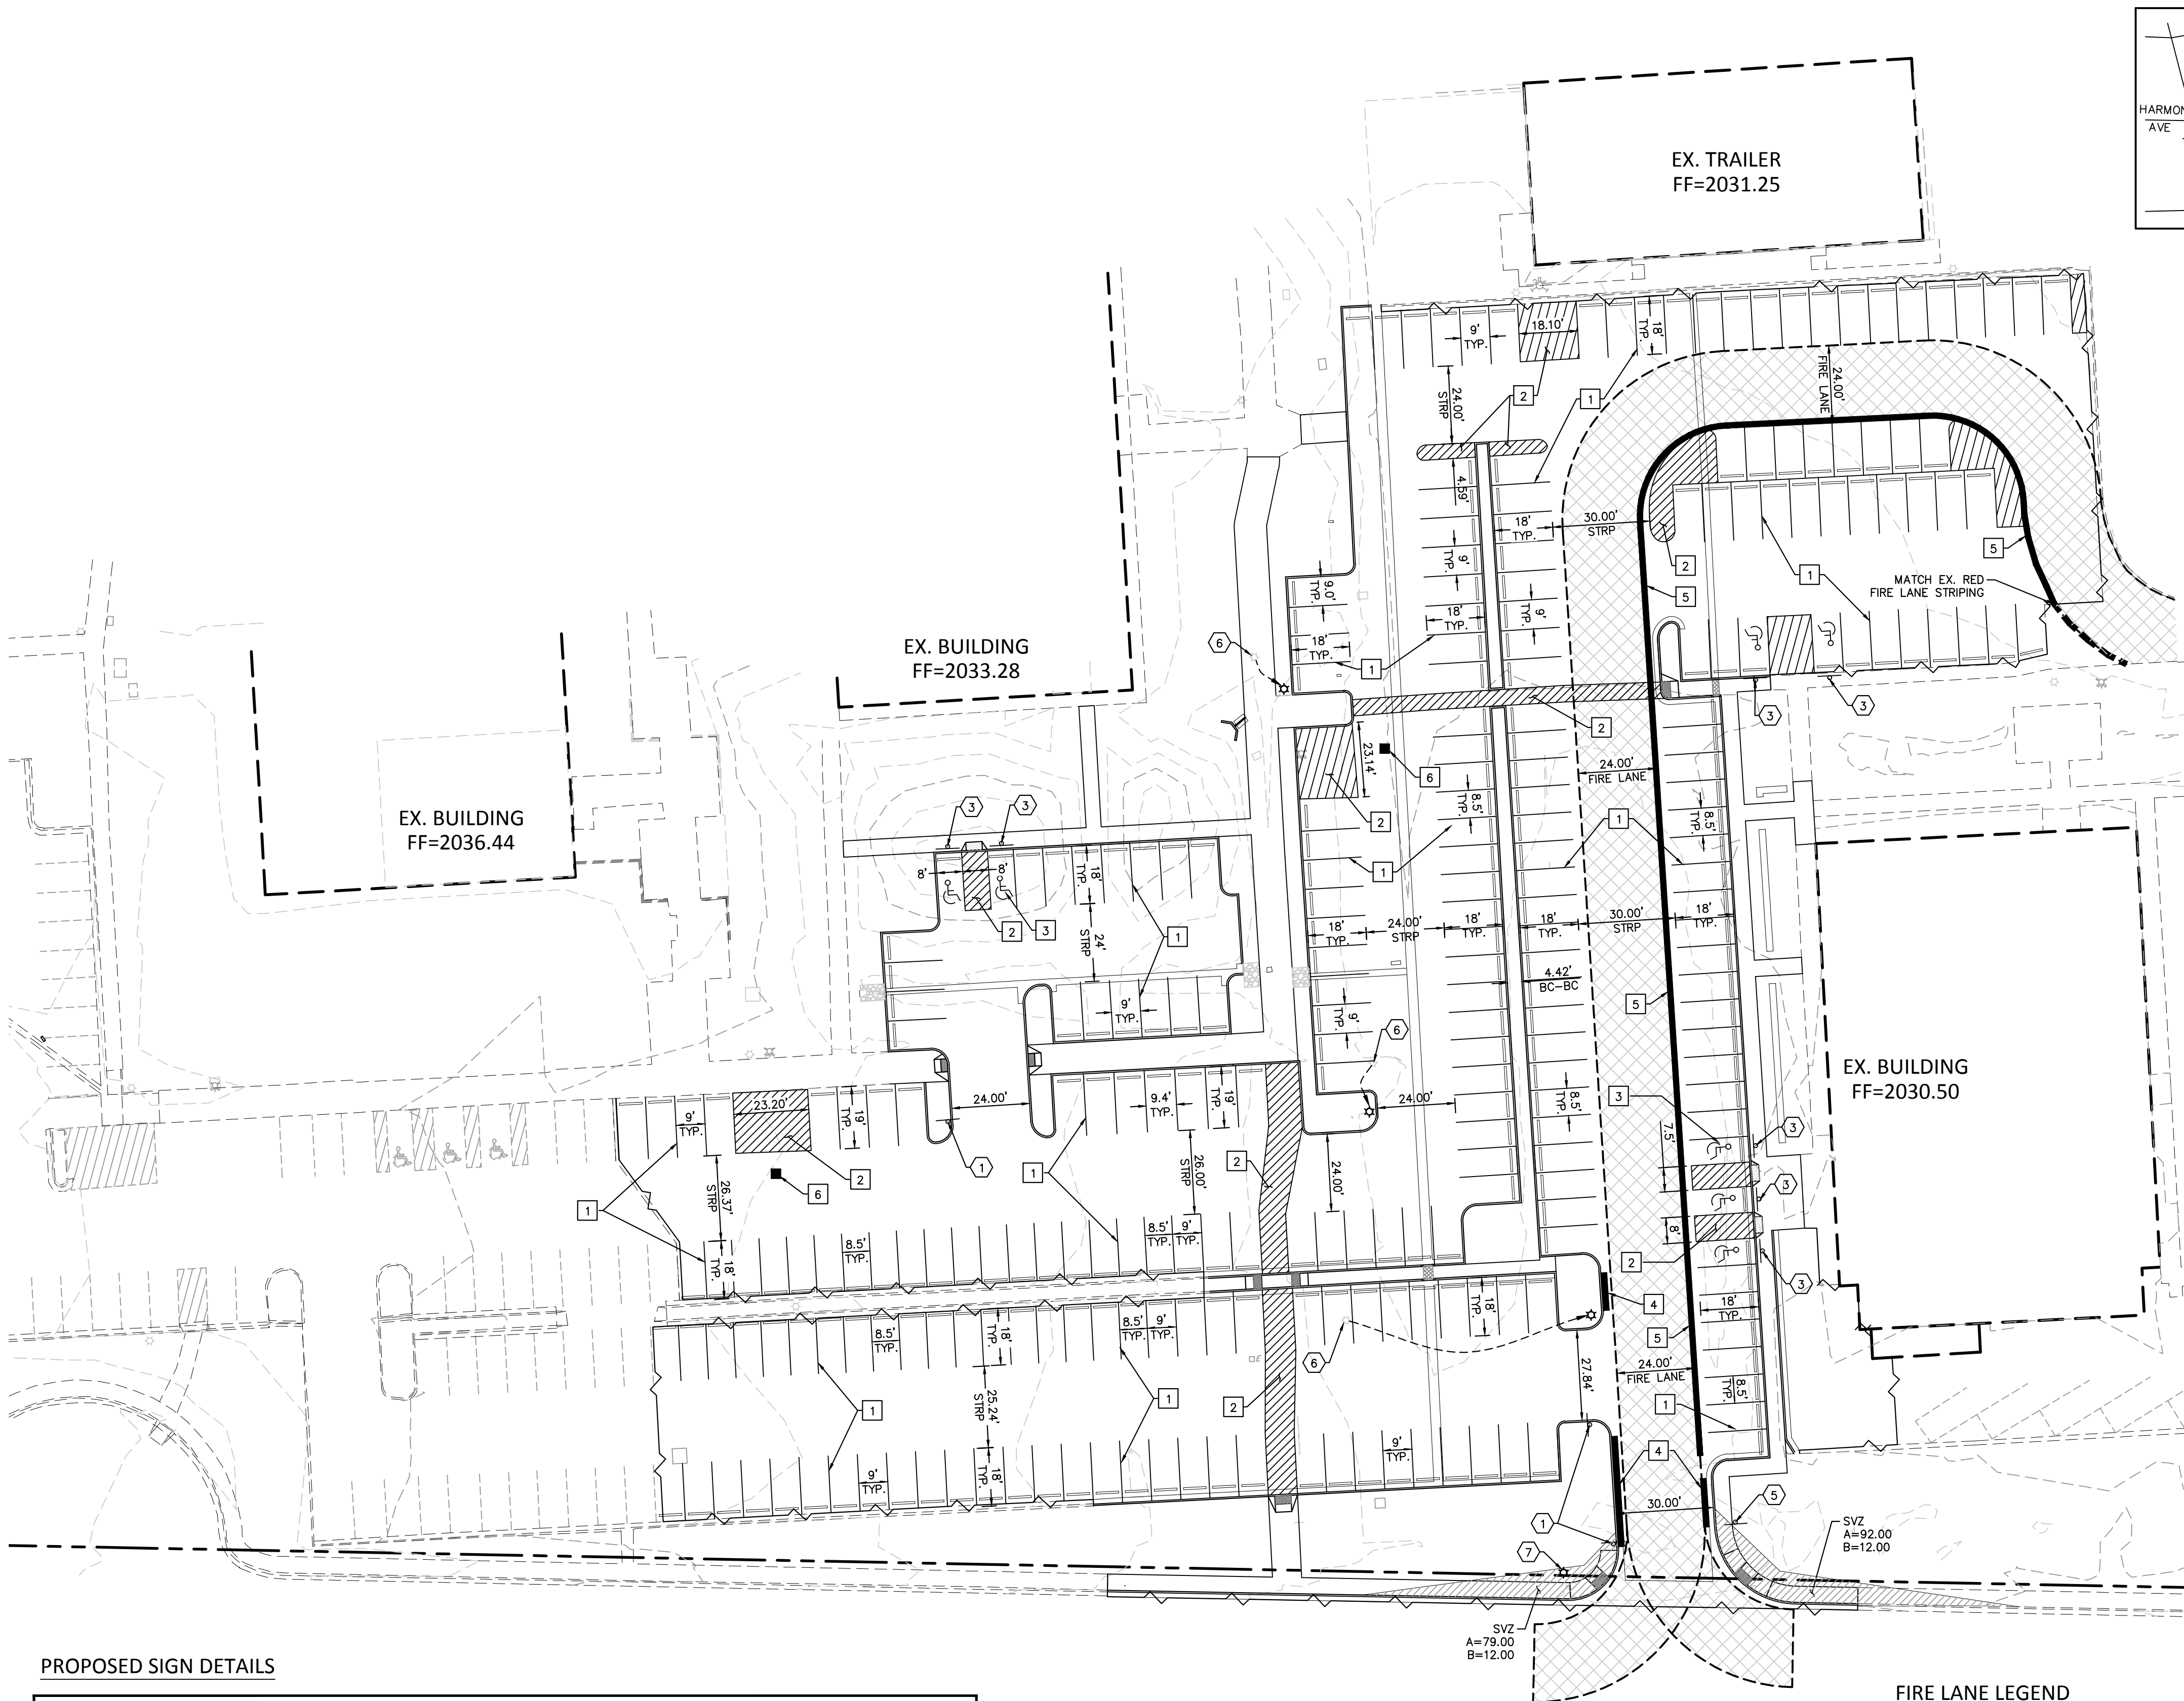 HARMON
AVE
EX. TRAILER
FF=2031.25
9'
TYP.
18.10'
18'
TYP.
24.00'
FIRE LANE
24.00'
STRP
2
1
4.59'
18'
TYP.
30.00'
STRP
9'
TYP.
2
5
5
1
MATCH EX. RED
FIRE LANE STRIPING
9.0'
TYP.
18'
TYP.
9'
TYP.
18'
TYP.
1
6
EX. BUILDING
FF=2033.28
3
3
2
23.14'
6
24.00'
FIRE LANE
8.5'
TYP.
8.5'
TYP.
2
1
1
EX. BUILDING
FF=2036.44
3
3
8'
8'
18'
TYP.
2
3
1
24'
STRP
18'
TYP.
24.00'
STRP
18'
TYP.
18'
TYP.
30.00'
STRP
18'
TYP.
4.42'
BC-BC
5
9'
TYP.
9'
TYP.
6
EX. BUILDING
FF=2030.50
9'
TYP.
23.20'
19'
TYP.
24.00'
9.4'
TYP.
19'
TYP.
24.00'
8.5'
TYP.
3
3
7.5'
2
1
1
2
26.00'
STRP
24.00'
6
26.37'
STRP
1
3
8'
8.5'
TYP.
8.5'
TYP.
9'
TYP.
2
3
18'
TYP.
18'
TYP.
4
18'
TYP.
8.5'
TYP.
18'
TYP.
8.5'
TYP.
9'
TYP.
5
6
E
27.84'
24.00'
FIRE LANE
8.5'
TYP.
25.24'
STRP
1
1
2
1
9'
TYP.
18'
TYP.
9'
TYP.
4
30.00'
5
1
7
SVZ
A=92.00
B=12.00
SVZ
A=79.00
B=12.00
PROPOSED SIGN DETAILS
FIRE LANE LEGEND